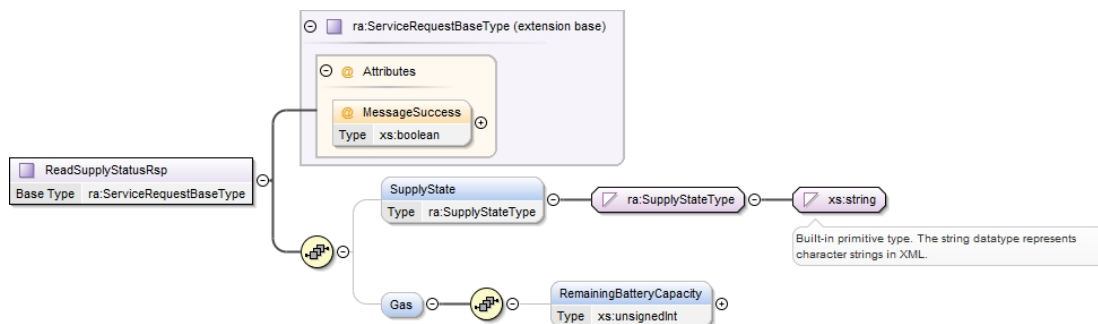 ra:ServiceRequestBaseType (extension base)
@ Attributes
@ MessageSuccess
Type xs:boolean
ReadSupplyStatusRsp
Base Type ra:ServiceRequestBaseType
SupplyState
Type ra:SupplyStateType
ra:SupplyStateType
xs:string
Built-in primitive type. The string datatype represents
character strings in XML.
Gas
RemainingBatteryCapacity
Type xs:unsignedInt